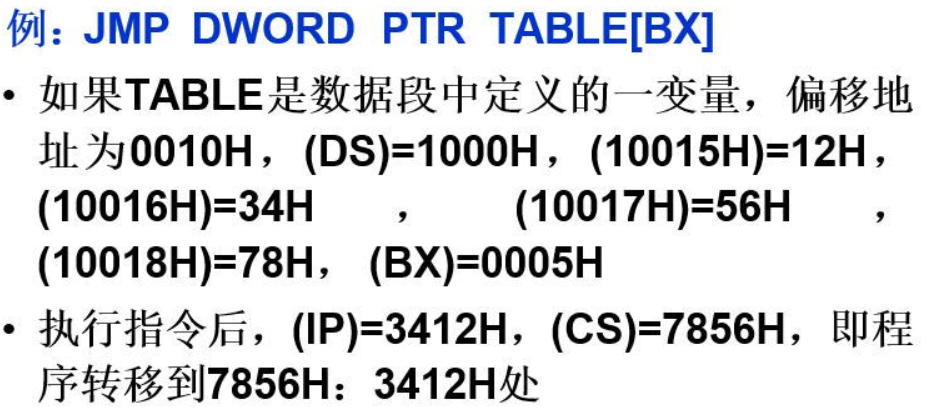 例：JMP DWORD PTR TABLE[BX]
• 如果TABLE是数据段中定义的一变量，偏移地
址为0010H，(DS)=1000H，(10015H)=12H，
(10016H)=34H ， (10017H)=56H ，
(10018H)=78H， (BX)=0005H
• 执行指令后，(IP)=3412H，(CS)=7856H，即程
序转移到7856H：3412H处